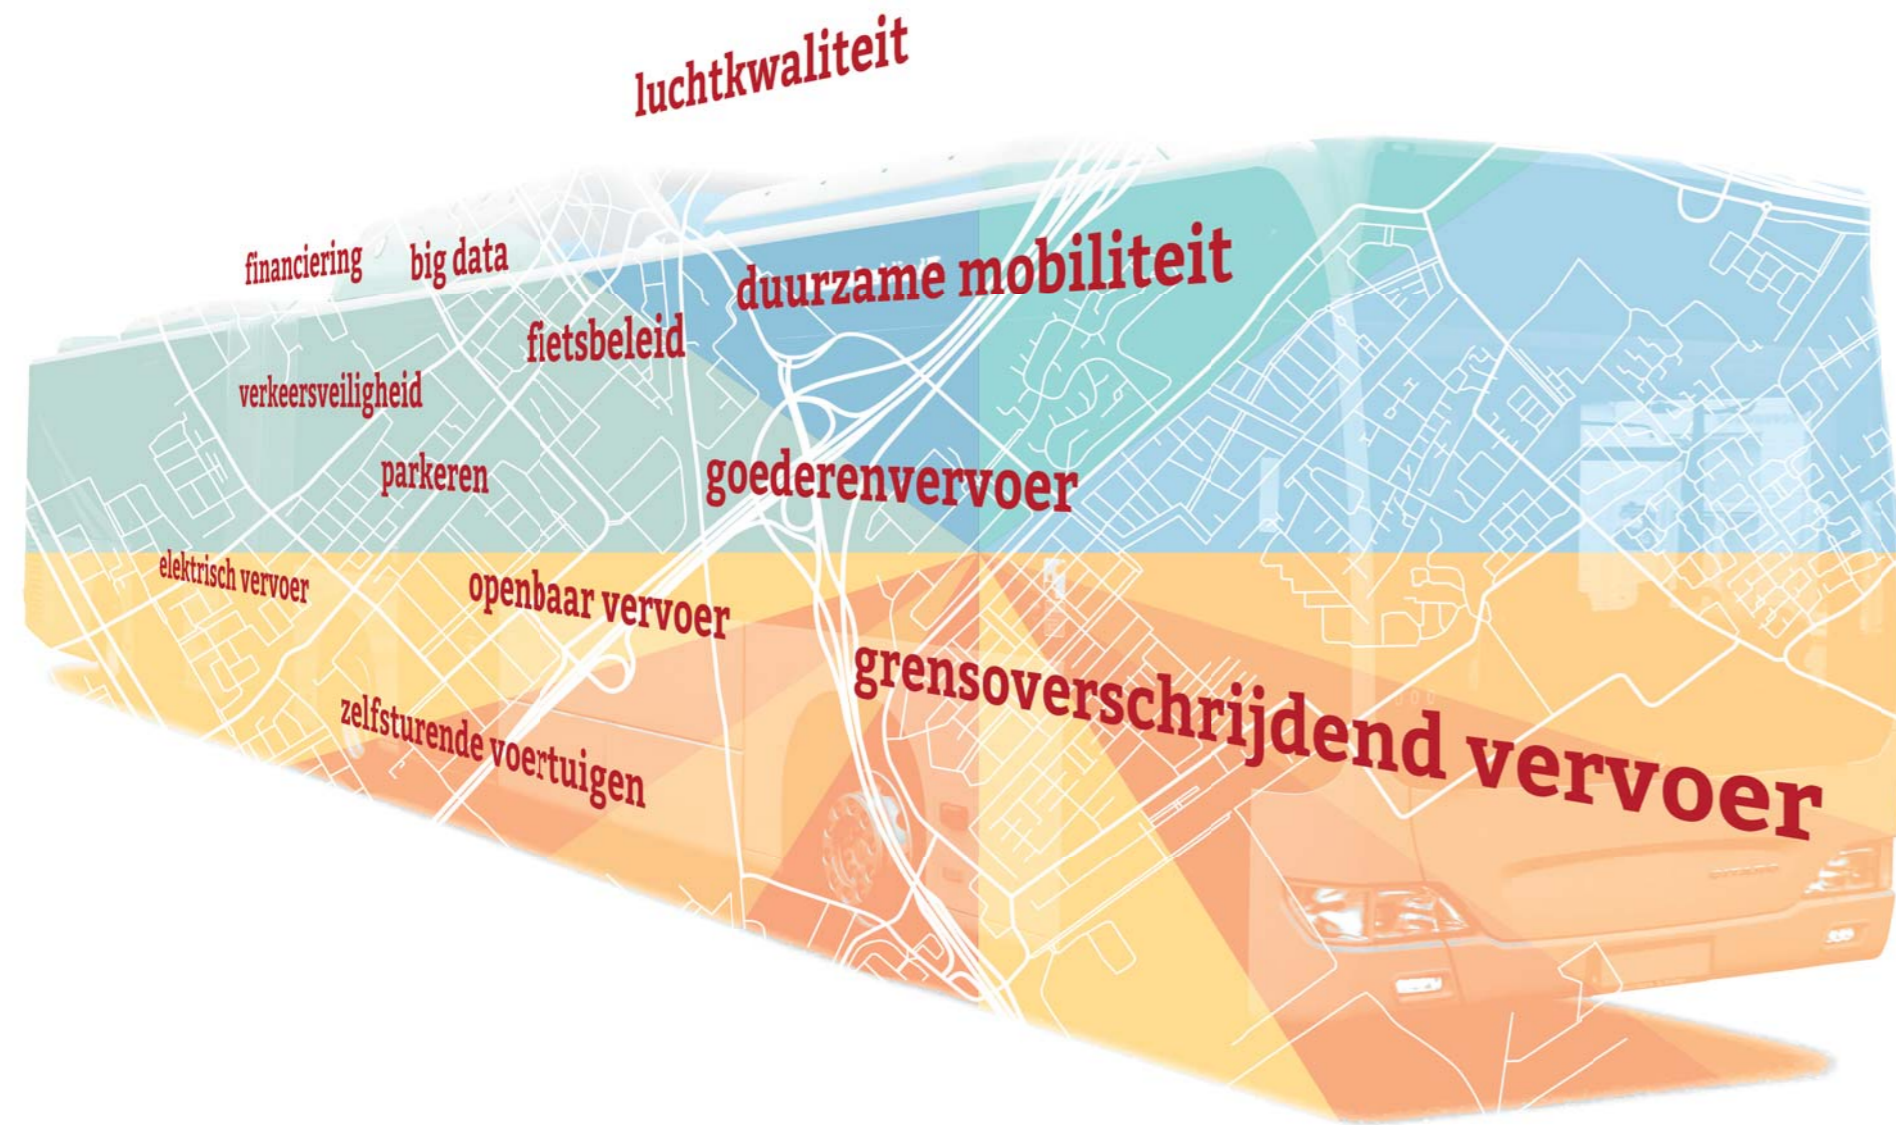 luchtkwaliteit
financiering
big data
duurzame mobiliteit
fietsbeleid
verkeersveiligheid
parkeren
goederenvervoer
elektrisch vervoer
openbaar vervoer
grensoverschrijdend vervoer
zelfsturende voertuigen